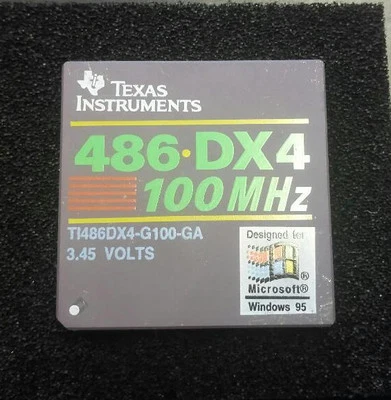 TEXAS
INSTRUMENTS
486·DX4
100MHz
TI486DX4-G100-GA
3.45 VOLTS
Designed for
Microsoft®
Windows 95